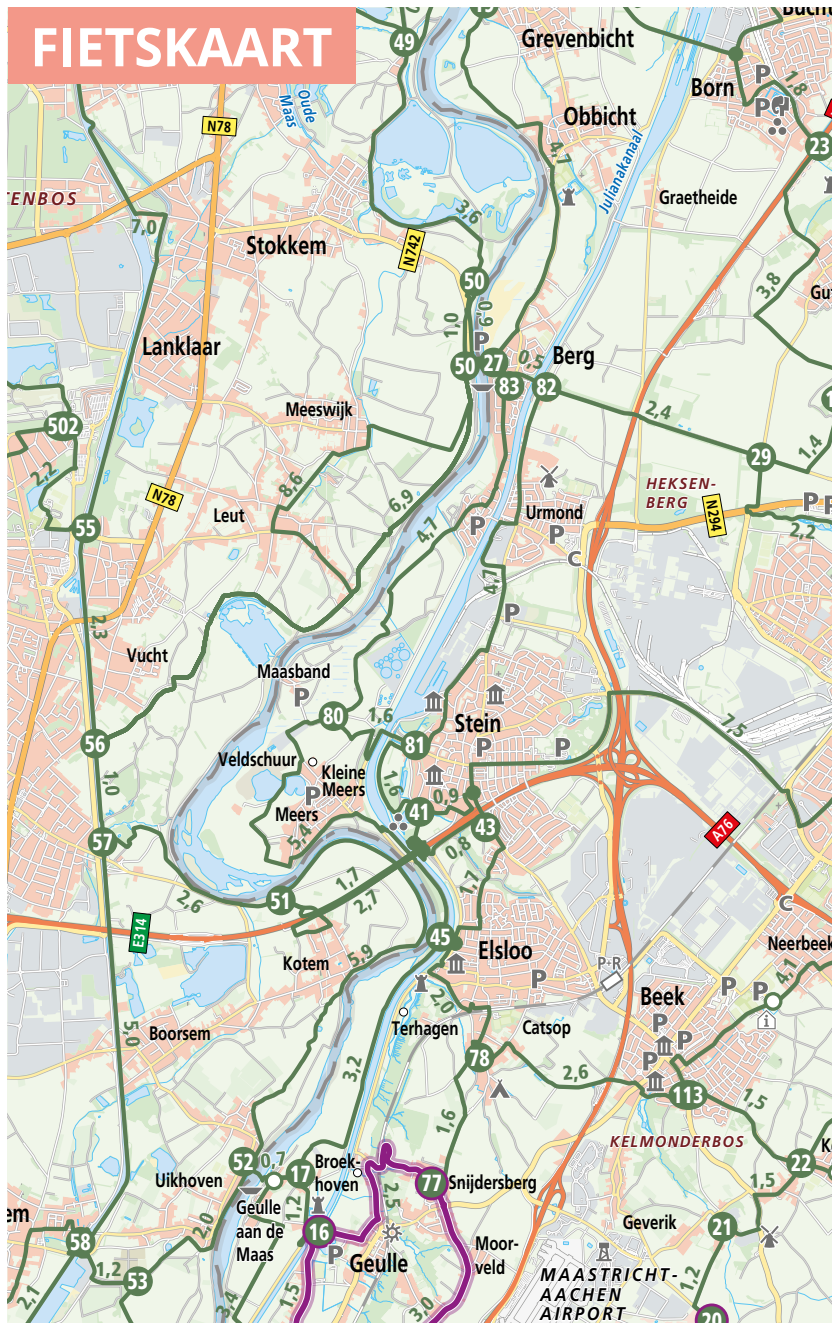 FIETSKAART
49
Grevenbicht
Born
P
1,8
P
23
Oude
Maas
N78
Obbicht
4,7
Julianakanaal
Graetheide
7,0
Stokkem
N742
3,6
50
3,8
1,0
0,9
P
Lanklaar
50
27
0,5
Berg
83
82
Meeswijk
2,4
502
2,2
8,6
29
1,4
HEKSEN-
BERG
N78
6,9
Leut
4,7
P
Urmond
P
N294
P
P
2,2
55
C
4,7
P
2,3
Vucht
Maasband
P
80
1,6
Stein
56
81
P
P
7,5
Veldschuur
Kleine
Meers
1,6
P
Meers
1,0
41
0,9
43
A76
57
5,4
0,8
1,7
1,7
2,6
51
2,7
C
E314
45
Elsloo
Neerbeek
Kotem
5,9
P+R
P
P
P
4,1
Beek
2,0
Boorsem
Terhagen
Catsop
P
P
5,0
3,2
78
P
2,6
113
1,6
1,5
KELMONDERBOS
52
0,7
17
Broek-
hoven
22
Uikhoven
77
Snijdersberg
1,2
2,5
1,5
Geulle
aan de
Maas
16
Geverik
21
58
2,0
P
Geulle
Moor-
veld
1,2
53
MAASTRICHT-
AACHEN
AIRPORT
1,2
2,1
3,4
1,5
3,0
20